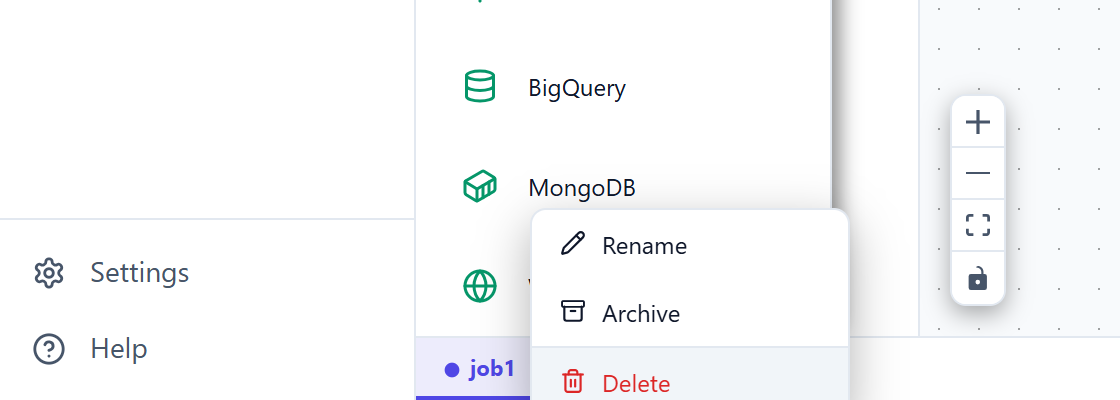 BigQuery
MongoDB
Rename
Archive
Delete
Settings
Help
job1